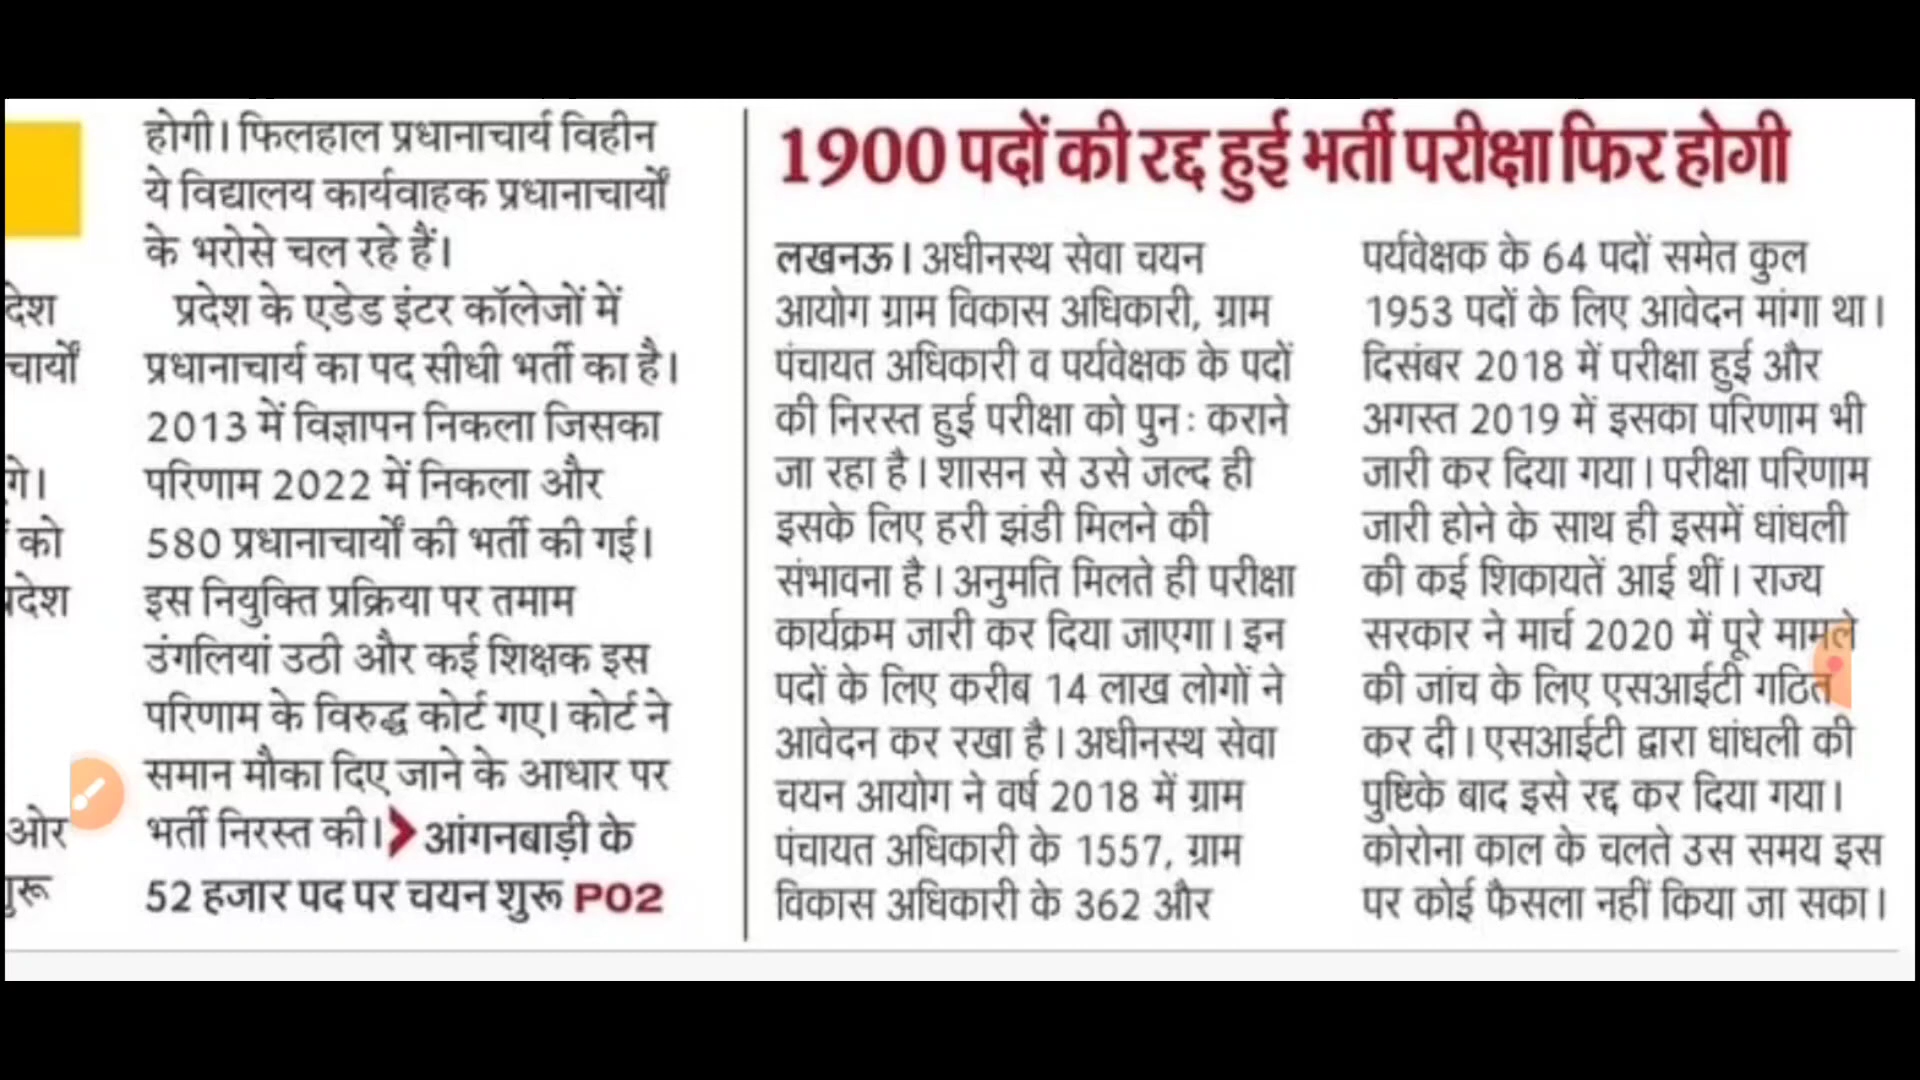 देश
चार्यों
गे।
को
ओर
होगी। फिलहाल प्रधानाचार्य विहीन
ये विद्यालय कार्यवाहक प्रधानाचार्यों
के भरोसे चल रहे हैं।
प्रदेश के एडेड इंटर कॉलेजों में
प्रधानाचार्य का पद सीधी भर्ती का है।
2013 में विज्ञापन निकला जिसका
परिणाम 2022 में निकला और
580 प्रधानाचार्यों की भर्ती की गई।
इस नियुक्ति प्रक्रिया पर तमाम
उंगलियां उठी और कई शिक्षक इस
परिणाम के विरुद्ध कोर्ट गए। कोर्ट ने
समान मौका दिए जाने के आधार पर
भर्ती निरस्त की। आंगनबाड़ी के
52 हजार पद पर चयन शुरू P02
1900 पदों की रद्द हुई भर्ती परीक्षा फिर होगी
लखनऊ। अधीनस्थ सेवा चयन
आयोग ग्राम विकास अधिकारी, ग्राम
पंचायत अधिकारी व पर्यवेक्षक के पदों
की निरस्त हुई परीक्षा को पुनः कराने
जा रहा है। शासन से उसे जल्द ही
इसके लिए हरी झंडी मिलने की
संभावना है। अनुमति मिलते ही परीक्षा
कार्यक्रम जारी कर दिया जाएगा। इन
पदों के लिए करीब 14 लाख लोगों ने
आवेदन कर रखा है। अधीनस्थ सेवा
चयन आयोग ने वर्ष 2018 में ग्राम
पंचायत अधिकारी के 1557, ग्राम
विकास अधिकारी के 362 और
पर्यवेक्षक के 64 पदों समेत कुल
1953 पदों के लिए आवेदन मांगा था।
दिसंबर 2018 में परीक्षा हुई और
अगस्त 2019 में इसका परिणाम भी
जारी कर दिया गया। परीक्षा परिणाम
जारी होने के साथ ही इसमें धांधली
की कई शिकायतें आई थीं। राज्य
सरकार ने मार्च 2020 में पूरे मामले
की जांच के लिए एसआईटी गठित
कर दी। एसआईटी द्वारा धांधली की
पुष्टिके बाद इसे रद्द कर दिया गया।
कोरोना काल के चलते उस समय इस
पर कोई फैसला नहीं किया जा सका।